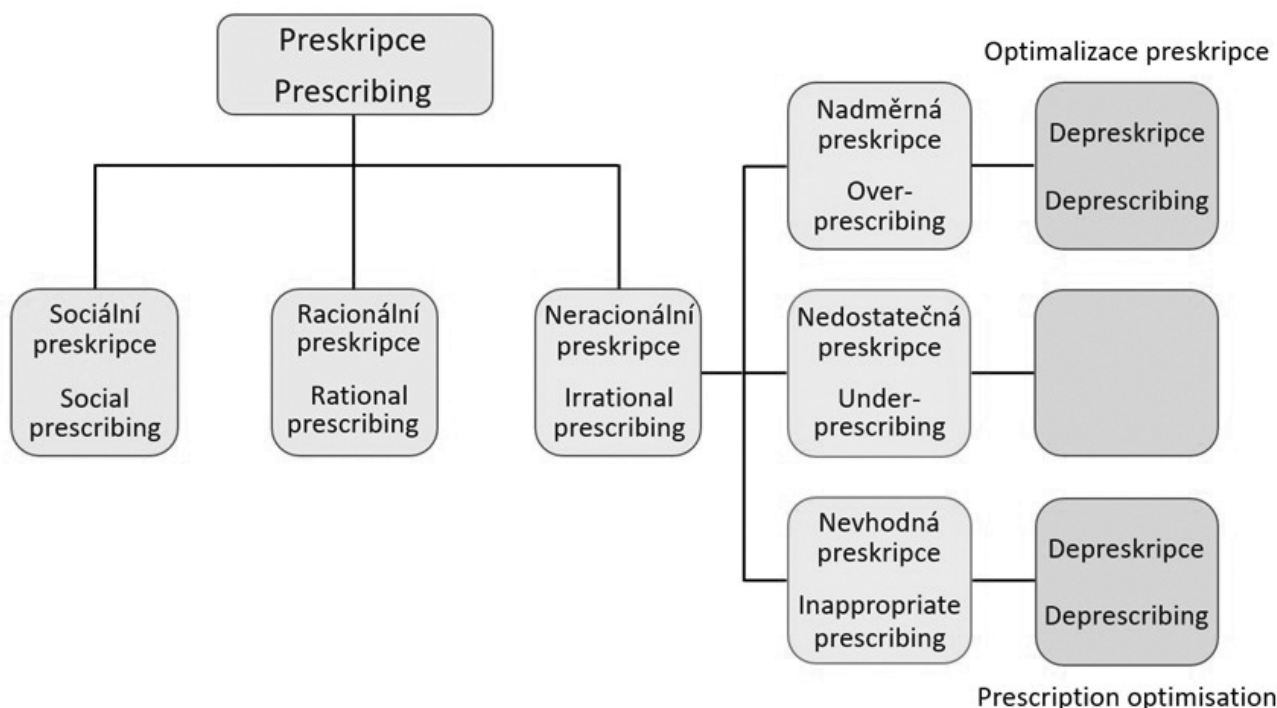 Preskripce
Prescribing
Sociální
preskripce
Social
prescribing
Racionální
preskripce
Rational
prescribing
Neracionální
preskripce
Irrational
prescribing
Optimalizace preskripce
Nadměrná
preskripce
Over-
prescribing
Depreskripce
Deprescribing
Nedostatečná
preskripce
Under-
prescribing
Nevhodná
preskripce
Inappropriate
prescribing
Depreskripce
Deprescribing
Prescription optimisation